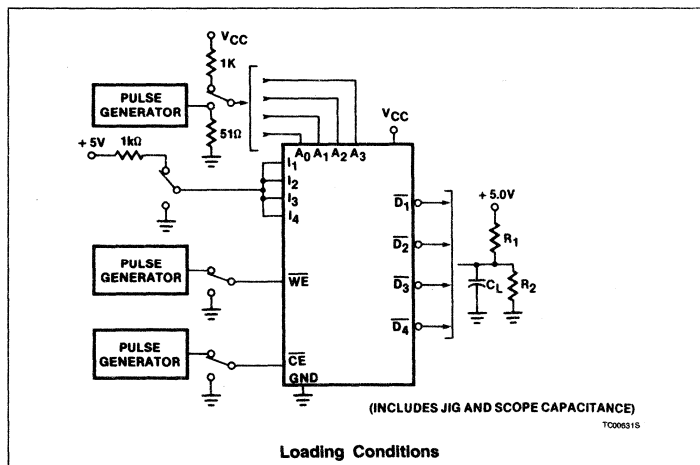 VCC
1K
PULSE
GENERATOR
51Ω
+ 5V
1kΩ
VCC
A0 A1 A2 A3
I1
I2
I3
I4
D1
D2
D3
D4
+ 5.0V
R1
CL
R2
PULSE
GENERATOR
WE
PULSE
GENERATOR
CE
GND
(INCLUDES JIG AND SCOPE CAPACITANCE)
TC00631S
Loading Conditions